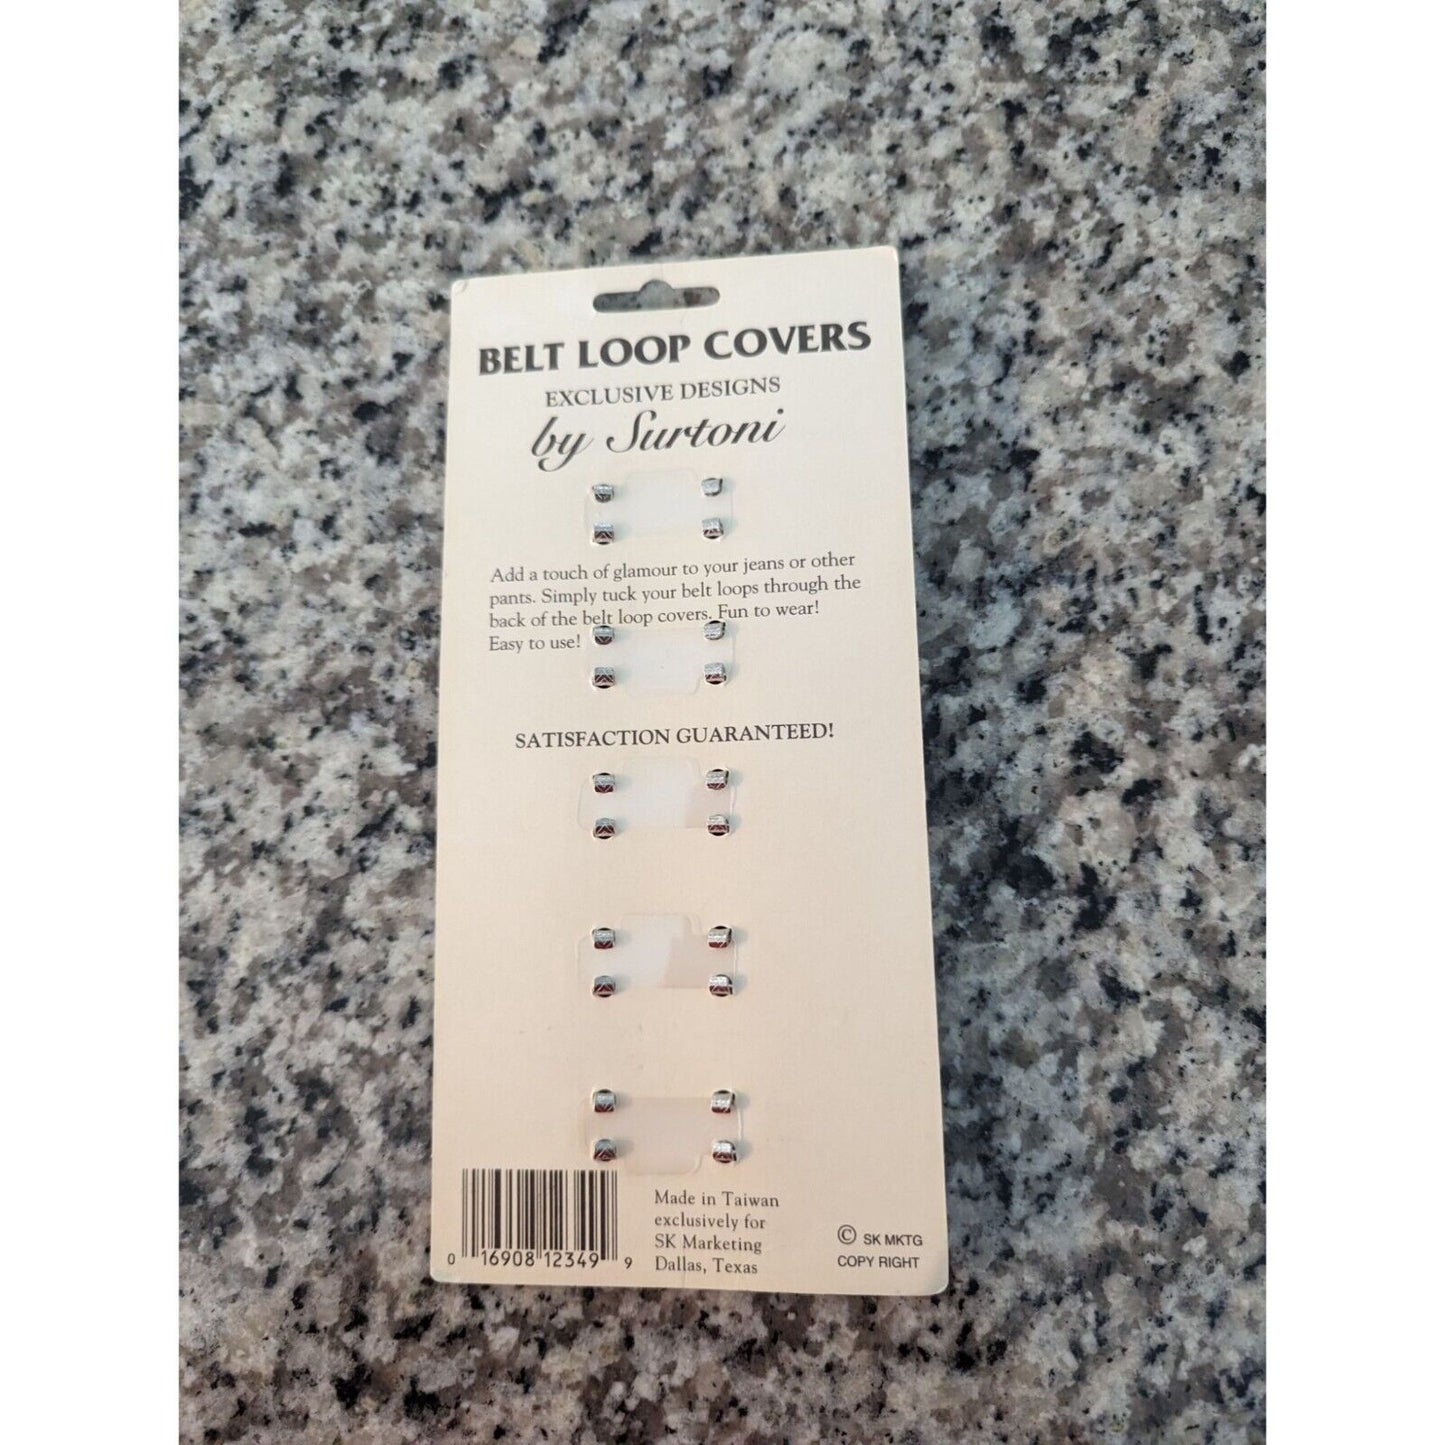 BELT LOOP COVERS
EXCLUSIVE DESIGNS
by Surtoni
Add a touch of glamour to your jeans or other
pants. Simply tuck your belt loops through the
back of the belt loop covers. Fun to wear!
Easy to use!
SATISFACTION GUARANTEED!
0 16908 12349 9
Made in Taiwan
exclusively for
SK Marketing
Dallas, Texas
© SK MKTG
COPY RIGHT